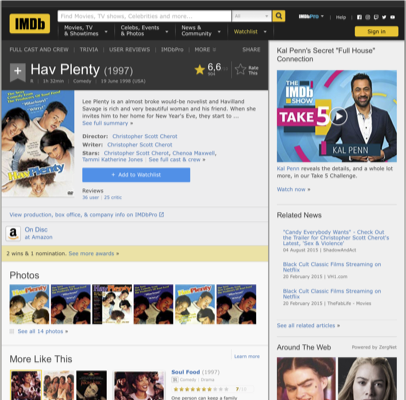 IMDb
Find Movies, TV shows, Celebrities and more...
All
IMDbPro
Help
Movies, TV
& Showtimes
Celebs, Events
& Photos
News &
Community
Watchlist
Sign in
FULL CAST AND CREW | TRIVIA | USER REVIEWS | IMDbPro | MORE
SHARE
Hav Plenty (1997)
1h 32min | Comedy | 19 June 1998 (USA)
6,6
Rate
This
Lee Plenty is an almost broke would-be novelist and Haviland
Savage is rich and very beautiful woman and his friend. When she
invites him to her home for New Year's Eve, they start to ...
See full summary »
Director: Christopher Scott Cherot
Writer: Christopher Scott Cherot
Stars: Christopher Scott Cherot, Chenoa Maxwell,
Tammi Katherine Jones | See full cast & crew »
+ Add to Watchlist
Reviews
36 user | 25 critic
View production, box office, & company info on IMDbPro
On Disc
at Amazon
2 wins & 1 nomination. See more awards »
Photos
See all 14 photos »
More Like This
Learn more
Soul Food (1997)
Comedy | Drama
One person can keep a family
Kal Penn's Secret "Full House"
Connection
THE
IMDb
SHOW
TAKE 5
KAL PENN
Kal Penn reveals the details, and a whole lot
more, in our Take 5 Challenge.
Watch now »
Related News
"Candy Everybody Wants" - Check Out
the Trailer for Christopher Scott Cherot's
Latest, 'Sex & Violence'
04 August 2015 | ShadowAndAct
Black Cult Classic Films Streaming on
Netflix
20 February 2015 | VH1.com
Black Cult Classic Films Streaming on
Netflix
20 February 2015 | TheFabLife - Movies
See all related articles »
Around The Web
Powered by ZergNet